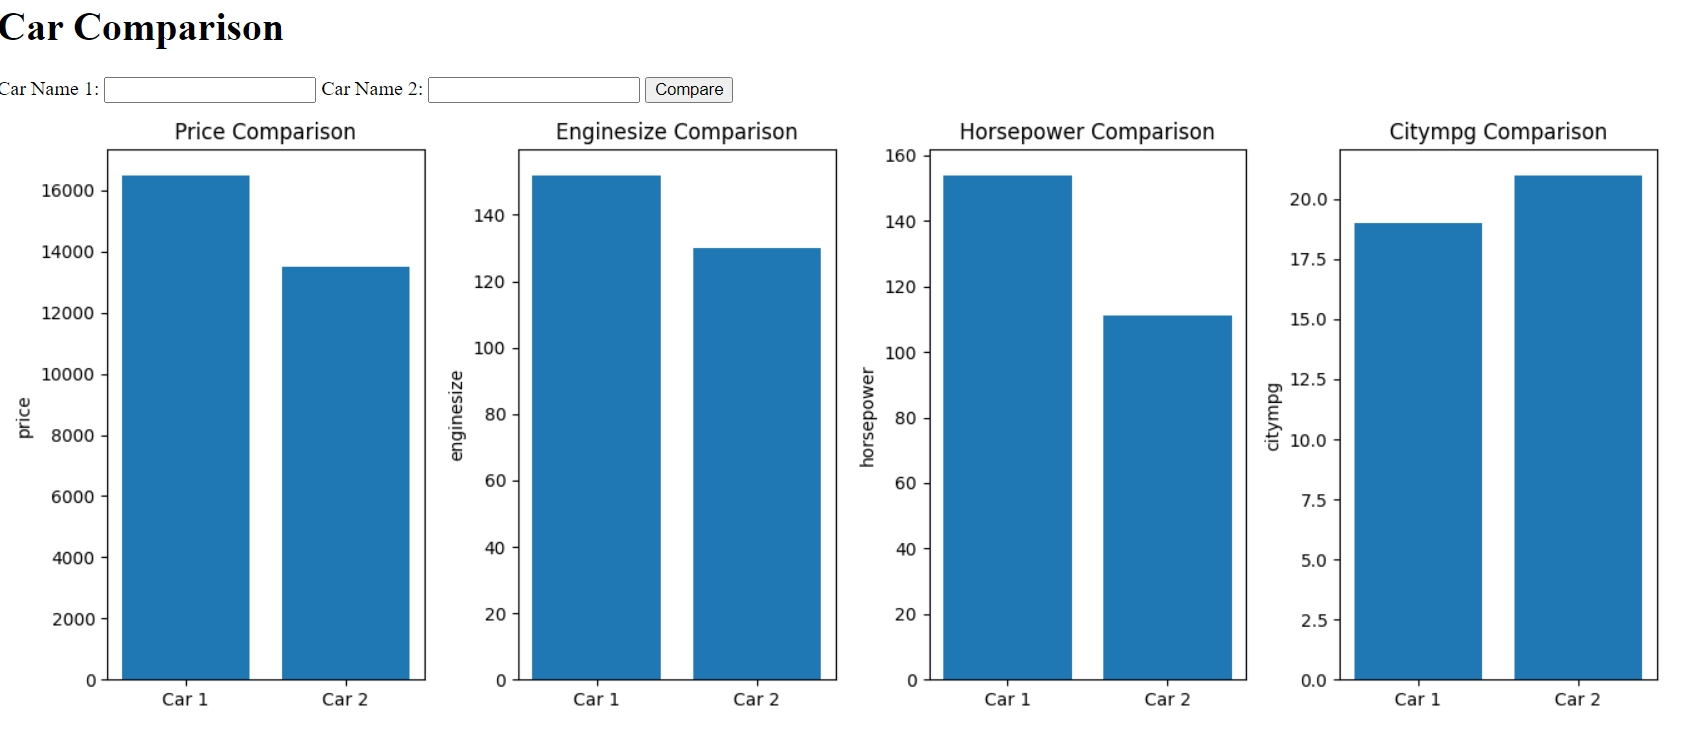 Car Comparison
Car Name 1: Car Name 2: Compare
Price Comparison
price
16000
14000
12000
10000
8000
6000
4000
2000
0
Car 1 Car 2
Enginesize Comparison
enginesize
140
120
100
80
60
40
20
0
Car 1 Car 2
Horsepower Comparison
horsepower
160
140
120
100
80
60
40
20
0
Car 1 Car 2
Citympg Comparison
citympg
20.0
17.5
15.0
12.5
10.0
7.5
5.0
2.5
0.0
Car 1 Car 2